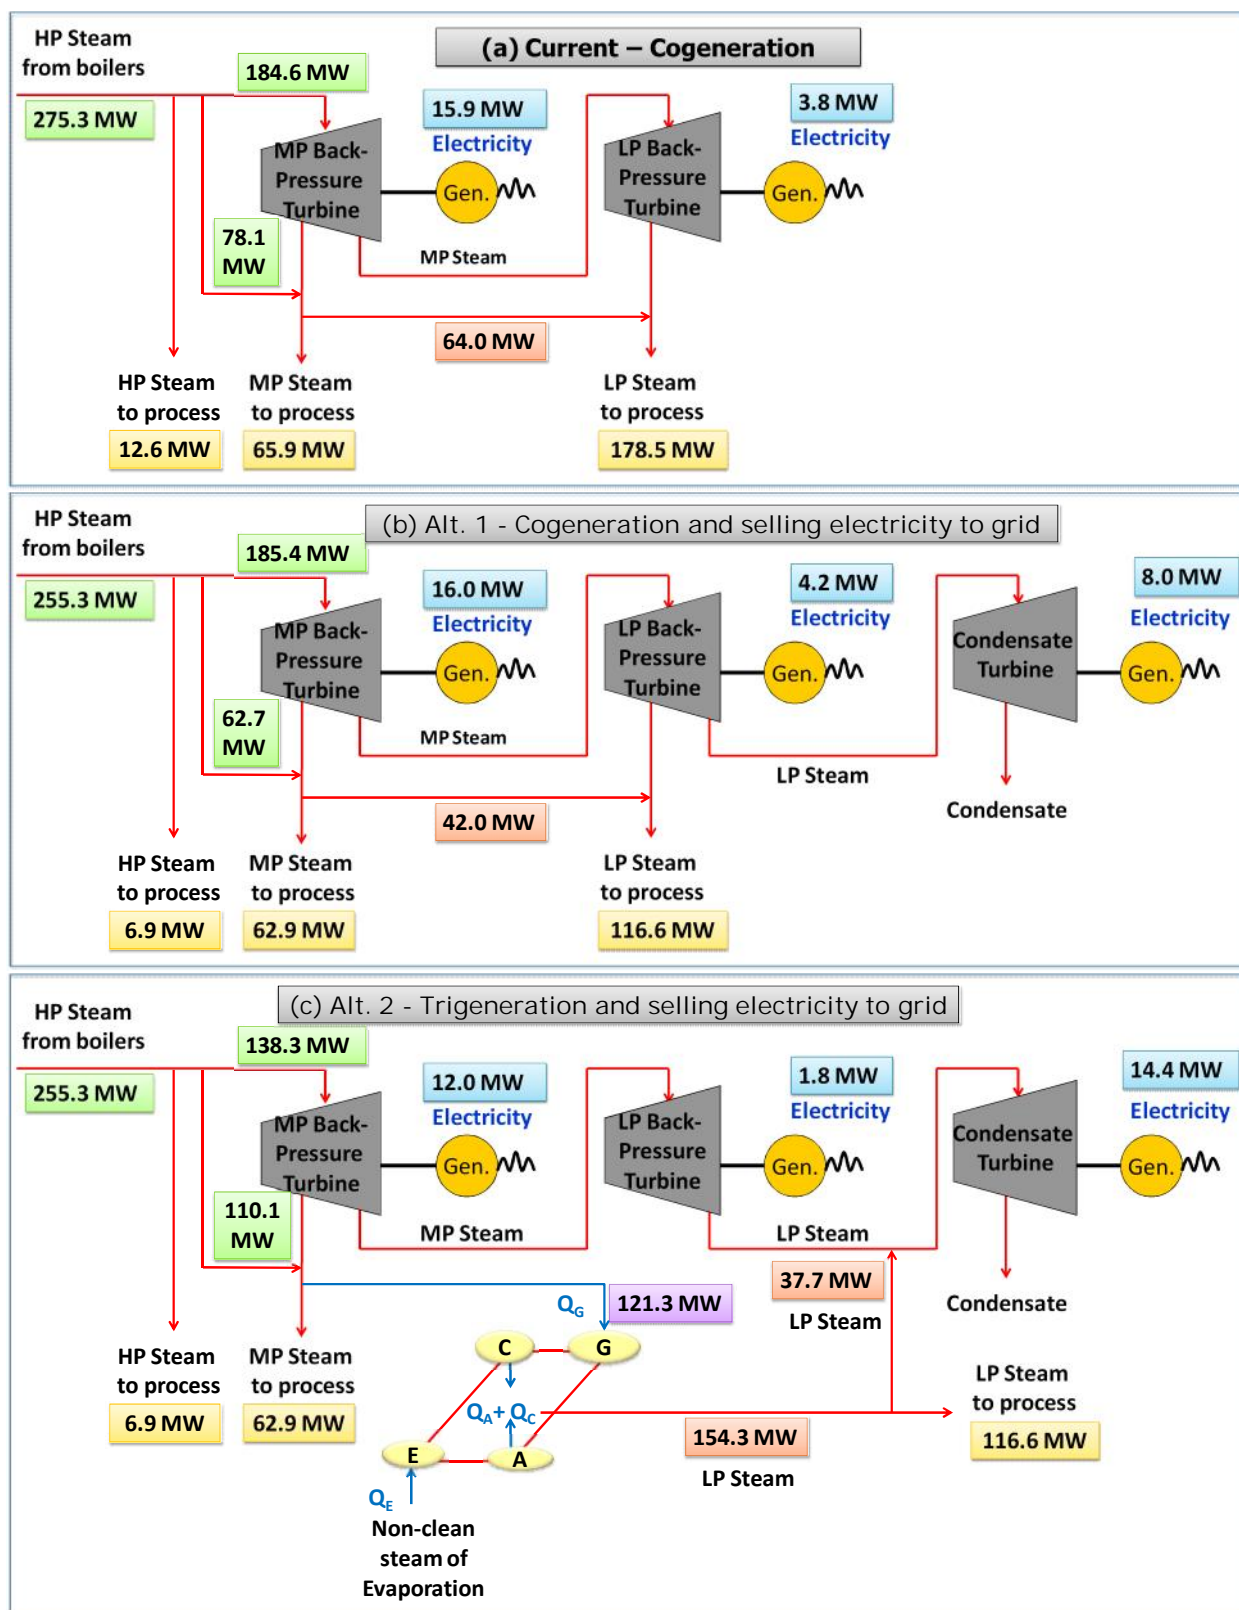 (a) Current – Cogeneration
HP Steam
from boilers
275.3 MW
184.6 MW
15.9 MW
Electricity
3.8 MW
Electricity
MP Back-
Pressure
Turbine
Gen.
LP Back-
Pressure
Turbine
Gen.
78.1
MW
MP Steam
64.0 MW
HP Steam
to process
12.6 MW
MP Steam
to process
65.9 MW
LP Steam
to process
178.5 MW
(b) Alt. 1 - Cogeneration and selling electricity to grid
HP Steam
from boilers
255.3 MW
185.4 MW
16.0 MW
Electricity
4.2 MW
Electricity
8.0 MW
Electricity
MP Back-
Pressure
Turbine
Gen.
LP Back-
Pressure
Turbine
Gen.
Condensate
Turbine
Gen.
62.7
MW
MP Steam
LP Steam
Condensate
42.0 MW
HP Steam
to process
6.9 MW
MP Steam
to process
62.9 MW
LP Steam
to process
116.6 MW
(c) Alt. 2 - Trigeneration and selling electricity to grid
HP Steam
from boilers
255.3 MW
138.3 MW
12.0 MW
Electricity
1.8 MW
Electricity
14.4 MW
Electricity
MP Back-
Pressure
Turbine
Gen.
LP Back-
Pressure
Turbine
Gen.
Condensate
Turbine
Gen.
110.1
MW
MP Steam
LP Steam
37.7 MW
LP Steam
Condensate
QG
121.3 MW
C
G
QA+ QC
E
A
QE
Non-clean
steam of
Evaporation
154.3 MW
LP Steam
HP Steam
to process
6.9 MW
MP Steam
to process
62.9 MW
LP Steam
to process
116.6 MW